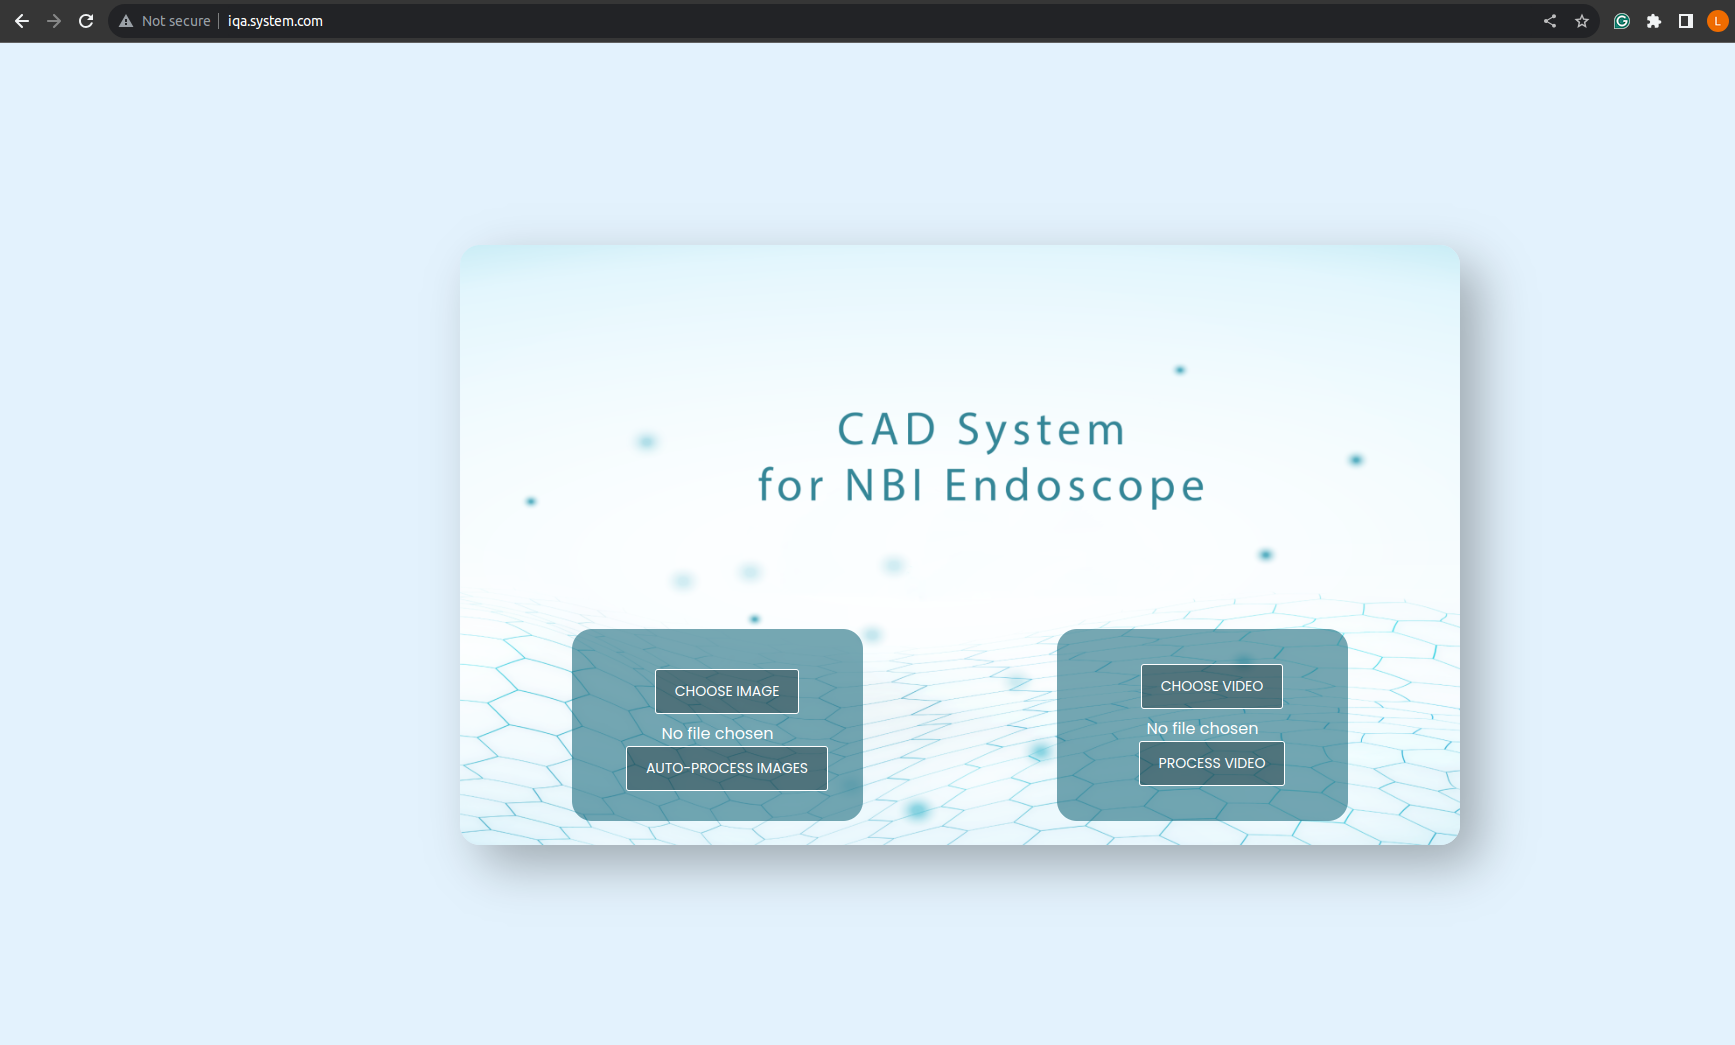 Not secure | iqa.system.com
L
CAD System
for NBI Endoscope
CHOOSE IMAGE
No file chosen
AUTO-PROCESS IMAGES
CHOOSE VIDEO
No file chosen
PROCESS VIDEO